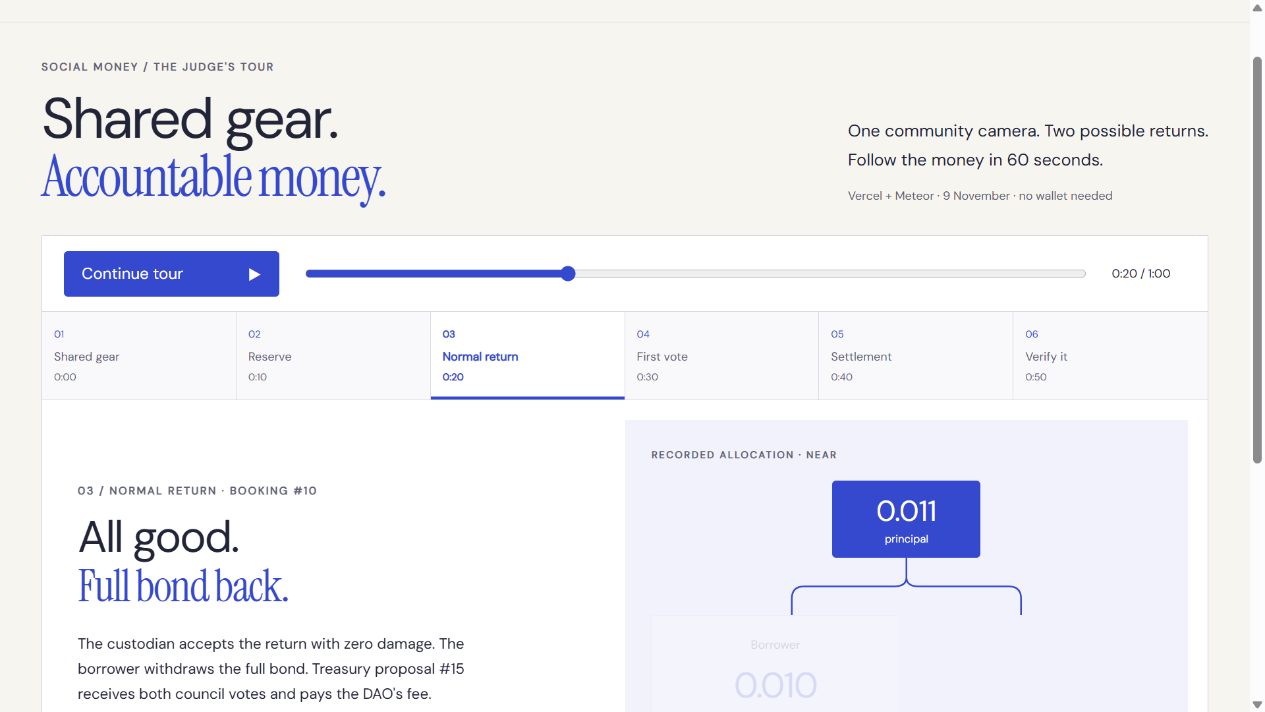 SOCIAL MONEY / THE JUDGE'S TOUR
Shared gear.
Accountable money.
One community camera. Two possible returns.
Follow the money in 60 seconds.
Vercel + Meteor · 9 November · no wallet needed
Continue tour
0:20 / 1:00
01
Shared gear
0:00
02
Reserve
0:10
03
Normal return
0:20
04
First vote
0:30
05
Settlement
0:40
06
Verify it
0:50
03 / NORMAL RETURN · BOOKING #10
All good.
Full bond back.
The custodian accepts the return with zero damage. The
borrower withdraws the full bond. Treasury proposal #15
receives both council votes and pays the DAO's fee.
RECORDED ALLOCATION · NEAR
0.011
principal
Borrower
0.010